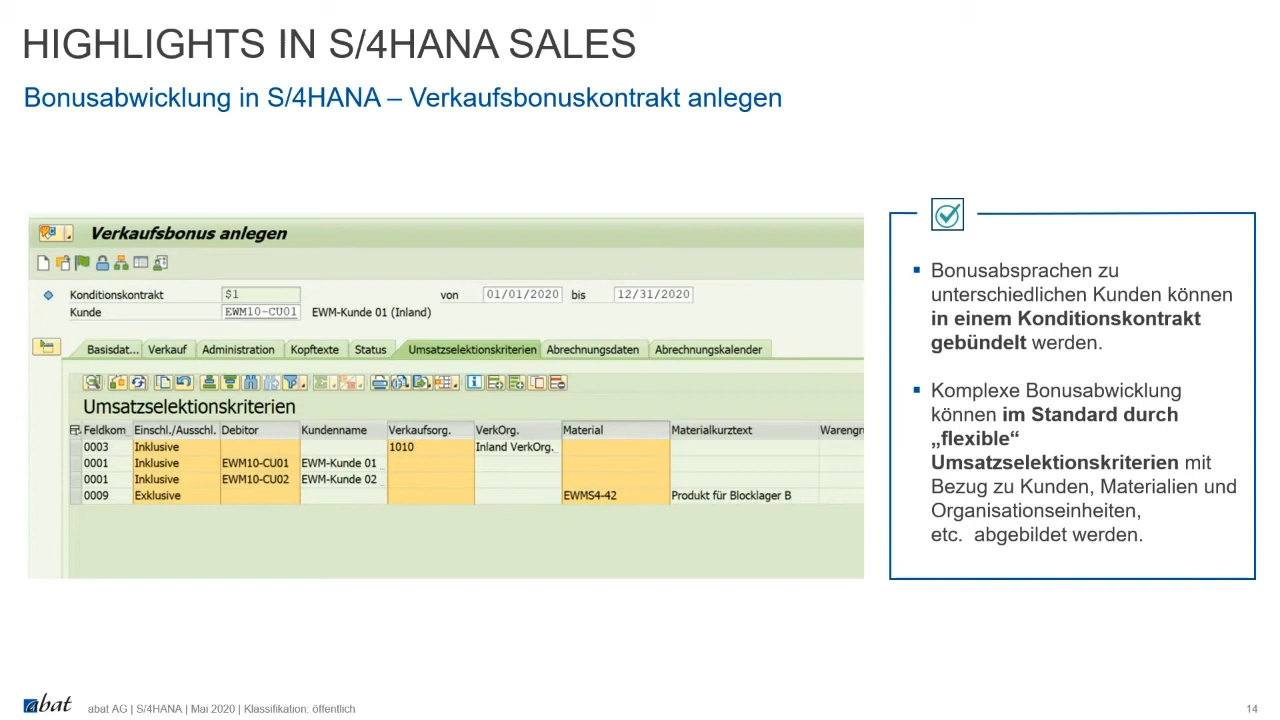 HIGHLIGHTS IN S/4HANA SALES
Bonusabwicklung in S/4HANA – Verkaufsbonuskontrakt anlegen
Verkaufsbonus anlegen
Konditionskontrakt $1 von 01/01/2020 bis 12/31/2020
Kunde EWM10-CU01 EWM-Kunde 01 (Inland)
Basisdat... Verkauf Administration Kopftexte Status Umsatzselektionskriterien Abrechnungsdaten Abrechnungskalender
Umsatzselektionskriterien
Feldkom Einschl./Ausschl. Debitor Kundenname Verkaufsorg. VerkOrg. Material Materialkurztext Warengru
0003 Inklusive 1010 Inland VerkOrg.
0001 Inklusive EWM10-CU01 EWM-Kunde 01
0001 Inklusive EWM10-CU02 EWM-Kunde 02
0009 Exklusive EWMS4-42 Produkt für Blocklager B
Bonusabsprachen zu
unterschiedlichen Kunden können
in einem Konditionskontrakt
gebündelt werden.
Komplexe Bonusabwicklung
können im Standard durch
„flexible“
Umsatzselektionskriterien mit
Bezug zu Kunden, Materialien und
Organisationseinheiten,
etc. abgebildet werden.
abat abat AG | S/4HANA | Mai 2020 | Klassifikation: öffentlich
14